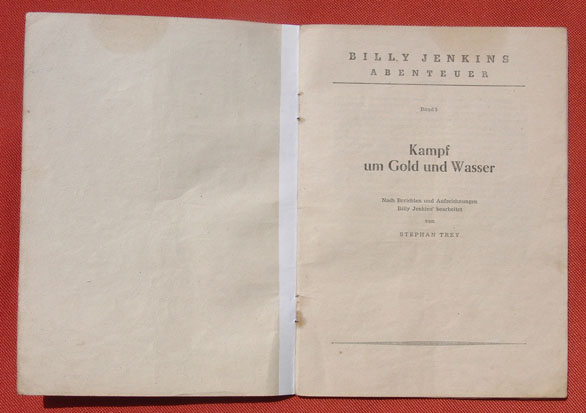 BILLY JENKINS
ABENTEUER
Band
Kampf
um Gold und Wasser
Nach Berichten und Aufzeichnungen
Billy Jenkins' bearbeitet
von
STEPHAN TREY